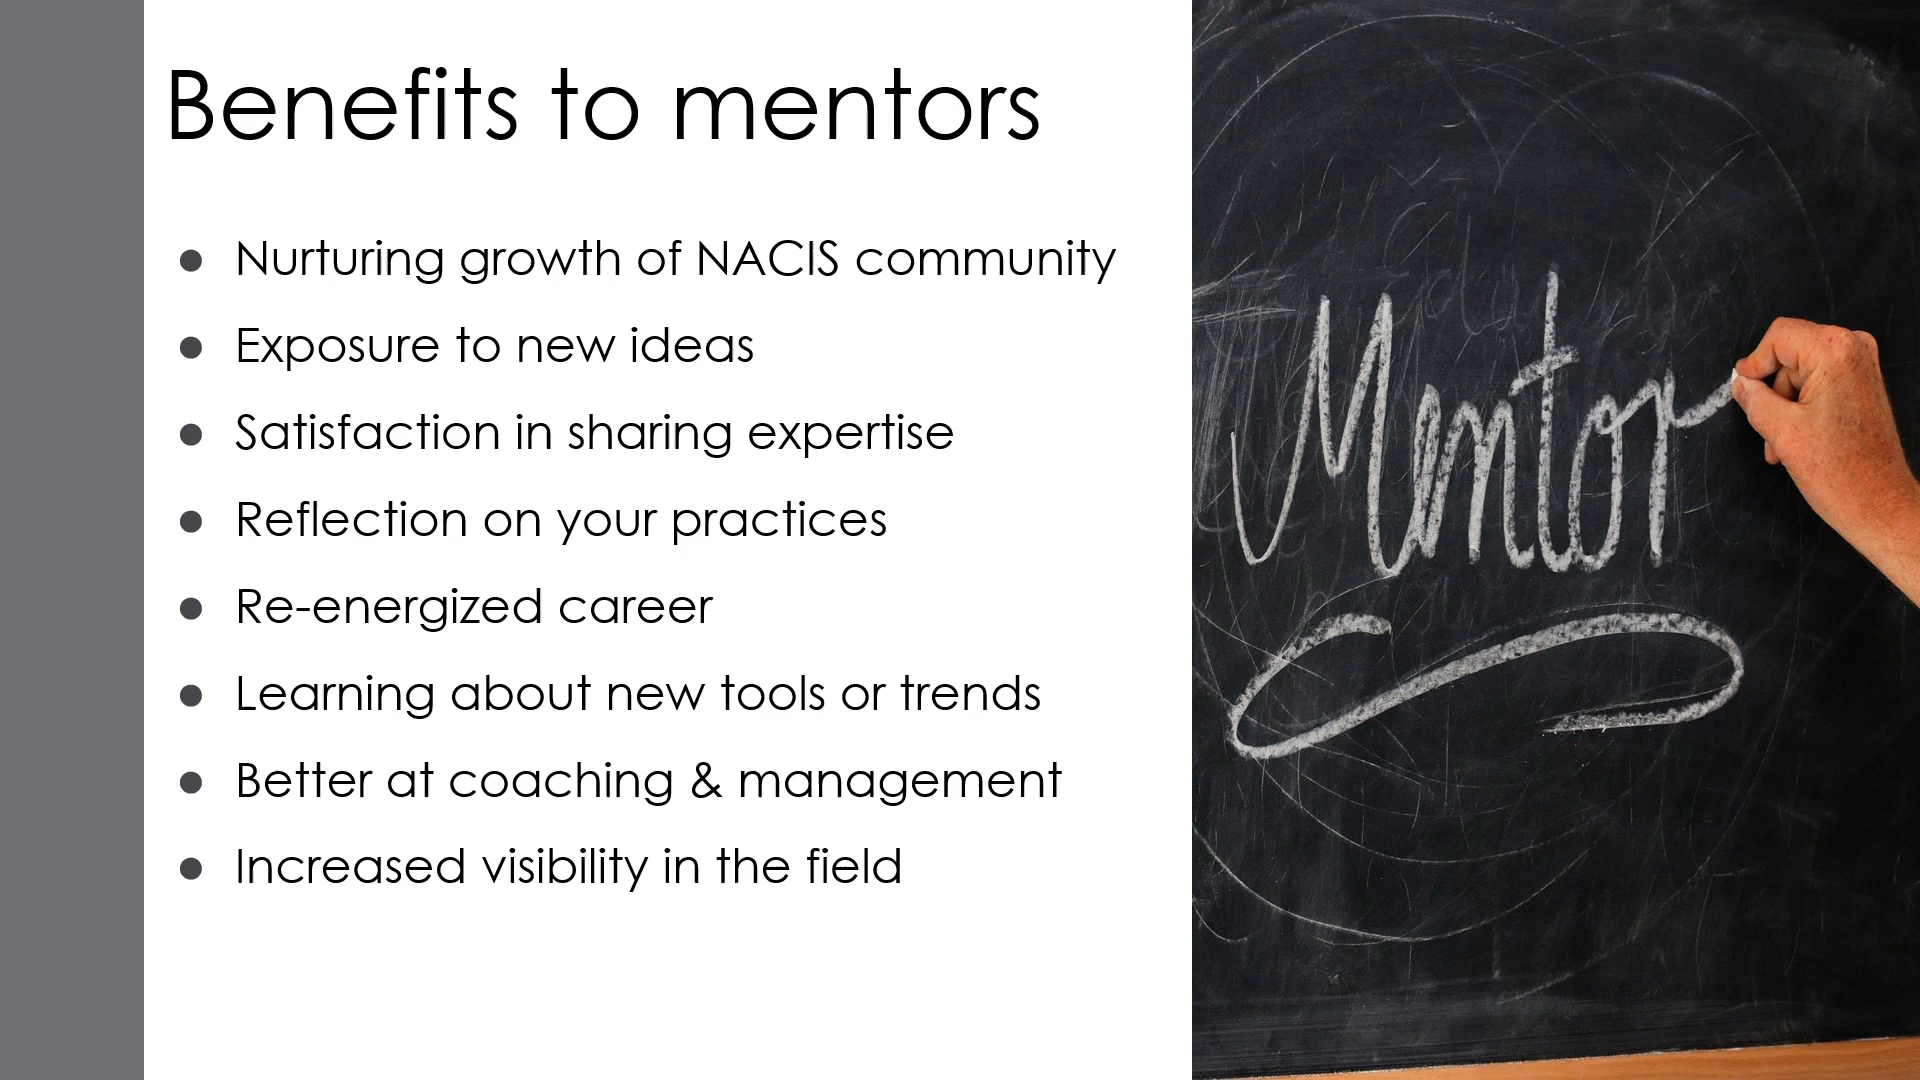 Benefits to mentors
● Nurturing growth of NACIS community
● Exposure to new ideas
● Satisfaction in sharing expertise
● Reflection on your practices
● Re-energized career
● Learning about new tools or trends
● Better at coaching & management
● Increased visibility in the field
Mentor